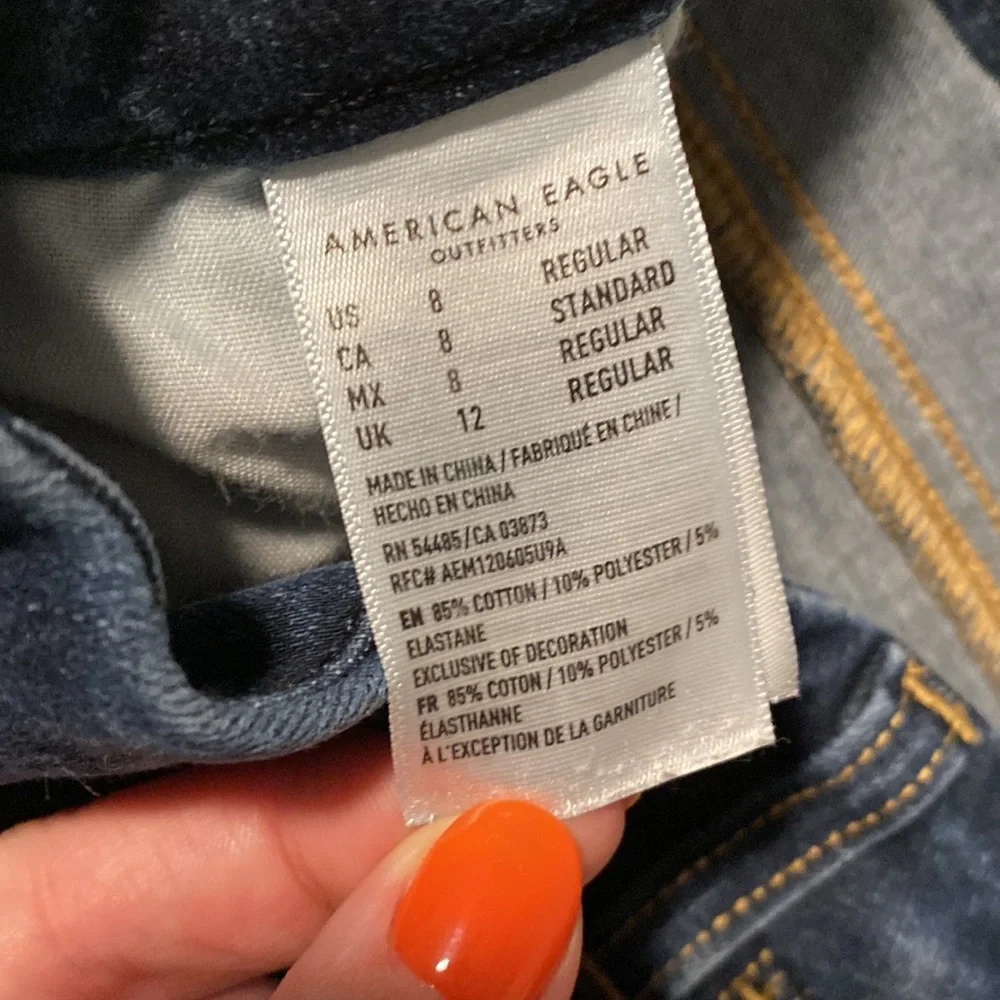 AMERICAN EAGLE
OUTFITTERS
US 8 REGULAR
CA 8 STANDARD
MX 8 REGULAR
UK 12 REGULAR
MADE IN CHINA / FABRIQUÉ EN CHINE /
HECHO EN CHINA
RN 54485/CA 03873
RFC# AEM120605U9A
EN 85% COTTON / 10% POLYESTER / 5%
ELASTANE
EXCLUSIVE OF DECORATION
FR 85% COTON / 10% POLYESTER / 5%
ÉLASTHANNE
À L'EXCEPTION DE LA GARNITURE